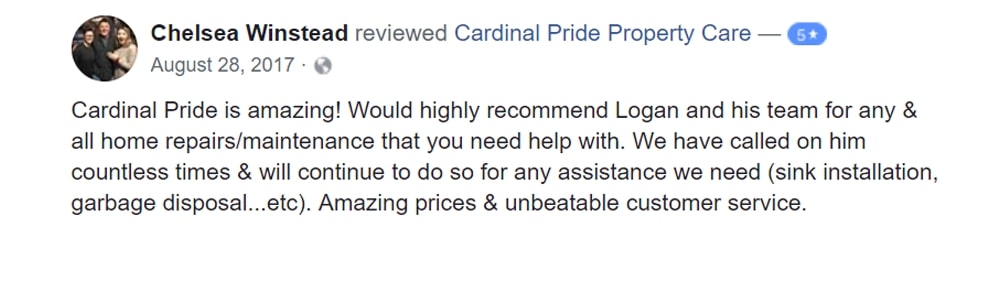 Chelsea Winstead reviewed Cardinal Pride Property Care — 5★
August 28, 2017 ·
Cardinal Pride is amazing! Would highly recommend Logan and his team for any &
all home repairs/maintenance that you need help with. We have called on him
countless times & will continue to do so for any assistance we need (sink installation,
garbage disposal...etc). Amazing prices & unbeatable customer service.